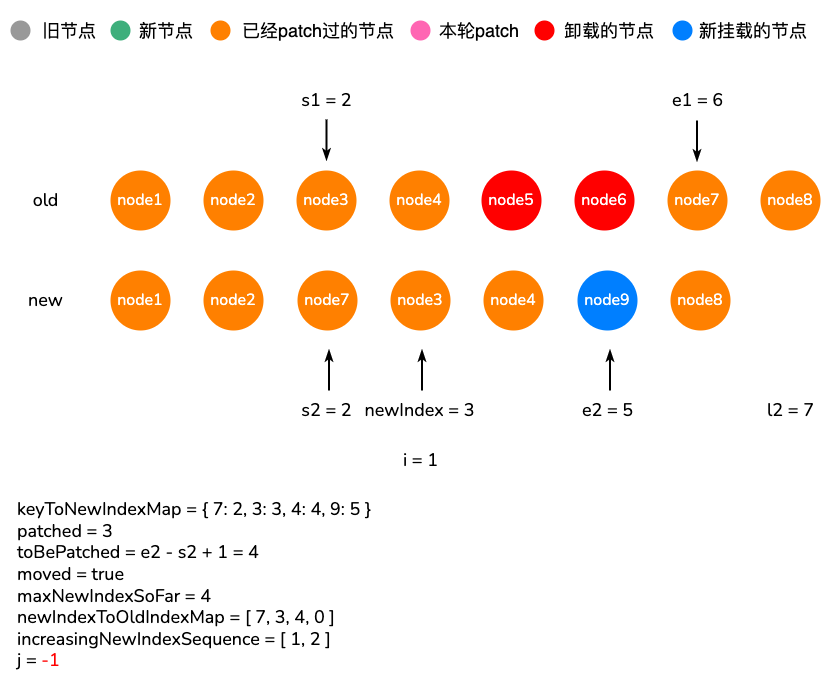 旧节点 新节点 已经patch过的节点 本轮patch 卸载的节点 新挂载的节点
s1 = 2 e1 = 6
old node1 node2 node3 node4 node5 node6 node7 node8
new node1 node2 node7 node3 node4 node9 node8
s2 = 2 newIndex = 3 e2 = 5 l2 = 7
i = 1
keyToNewIndexMap = { 7: 2, 3: 3, 4: 4, 9: 5 }
patched = 3
toBePatched = e2 - s2 + 1 = 4
moved = true
maxNewIndexSoFar = 4
newIndexToOldIndexMap = [ 7, 3, 4, 0 ]
increasingNewIndexSequence = [ 1, 2 ]
j = -1